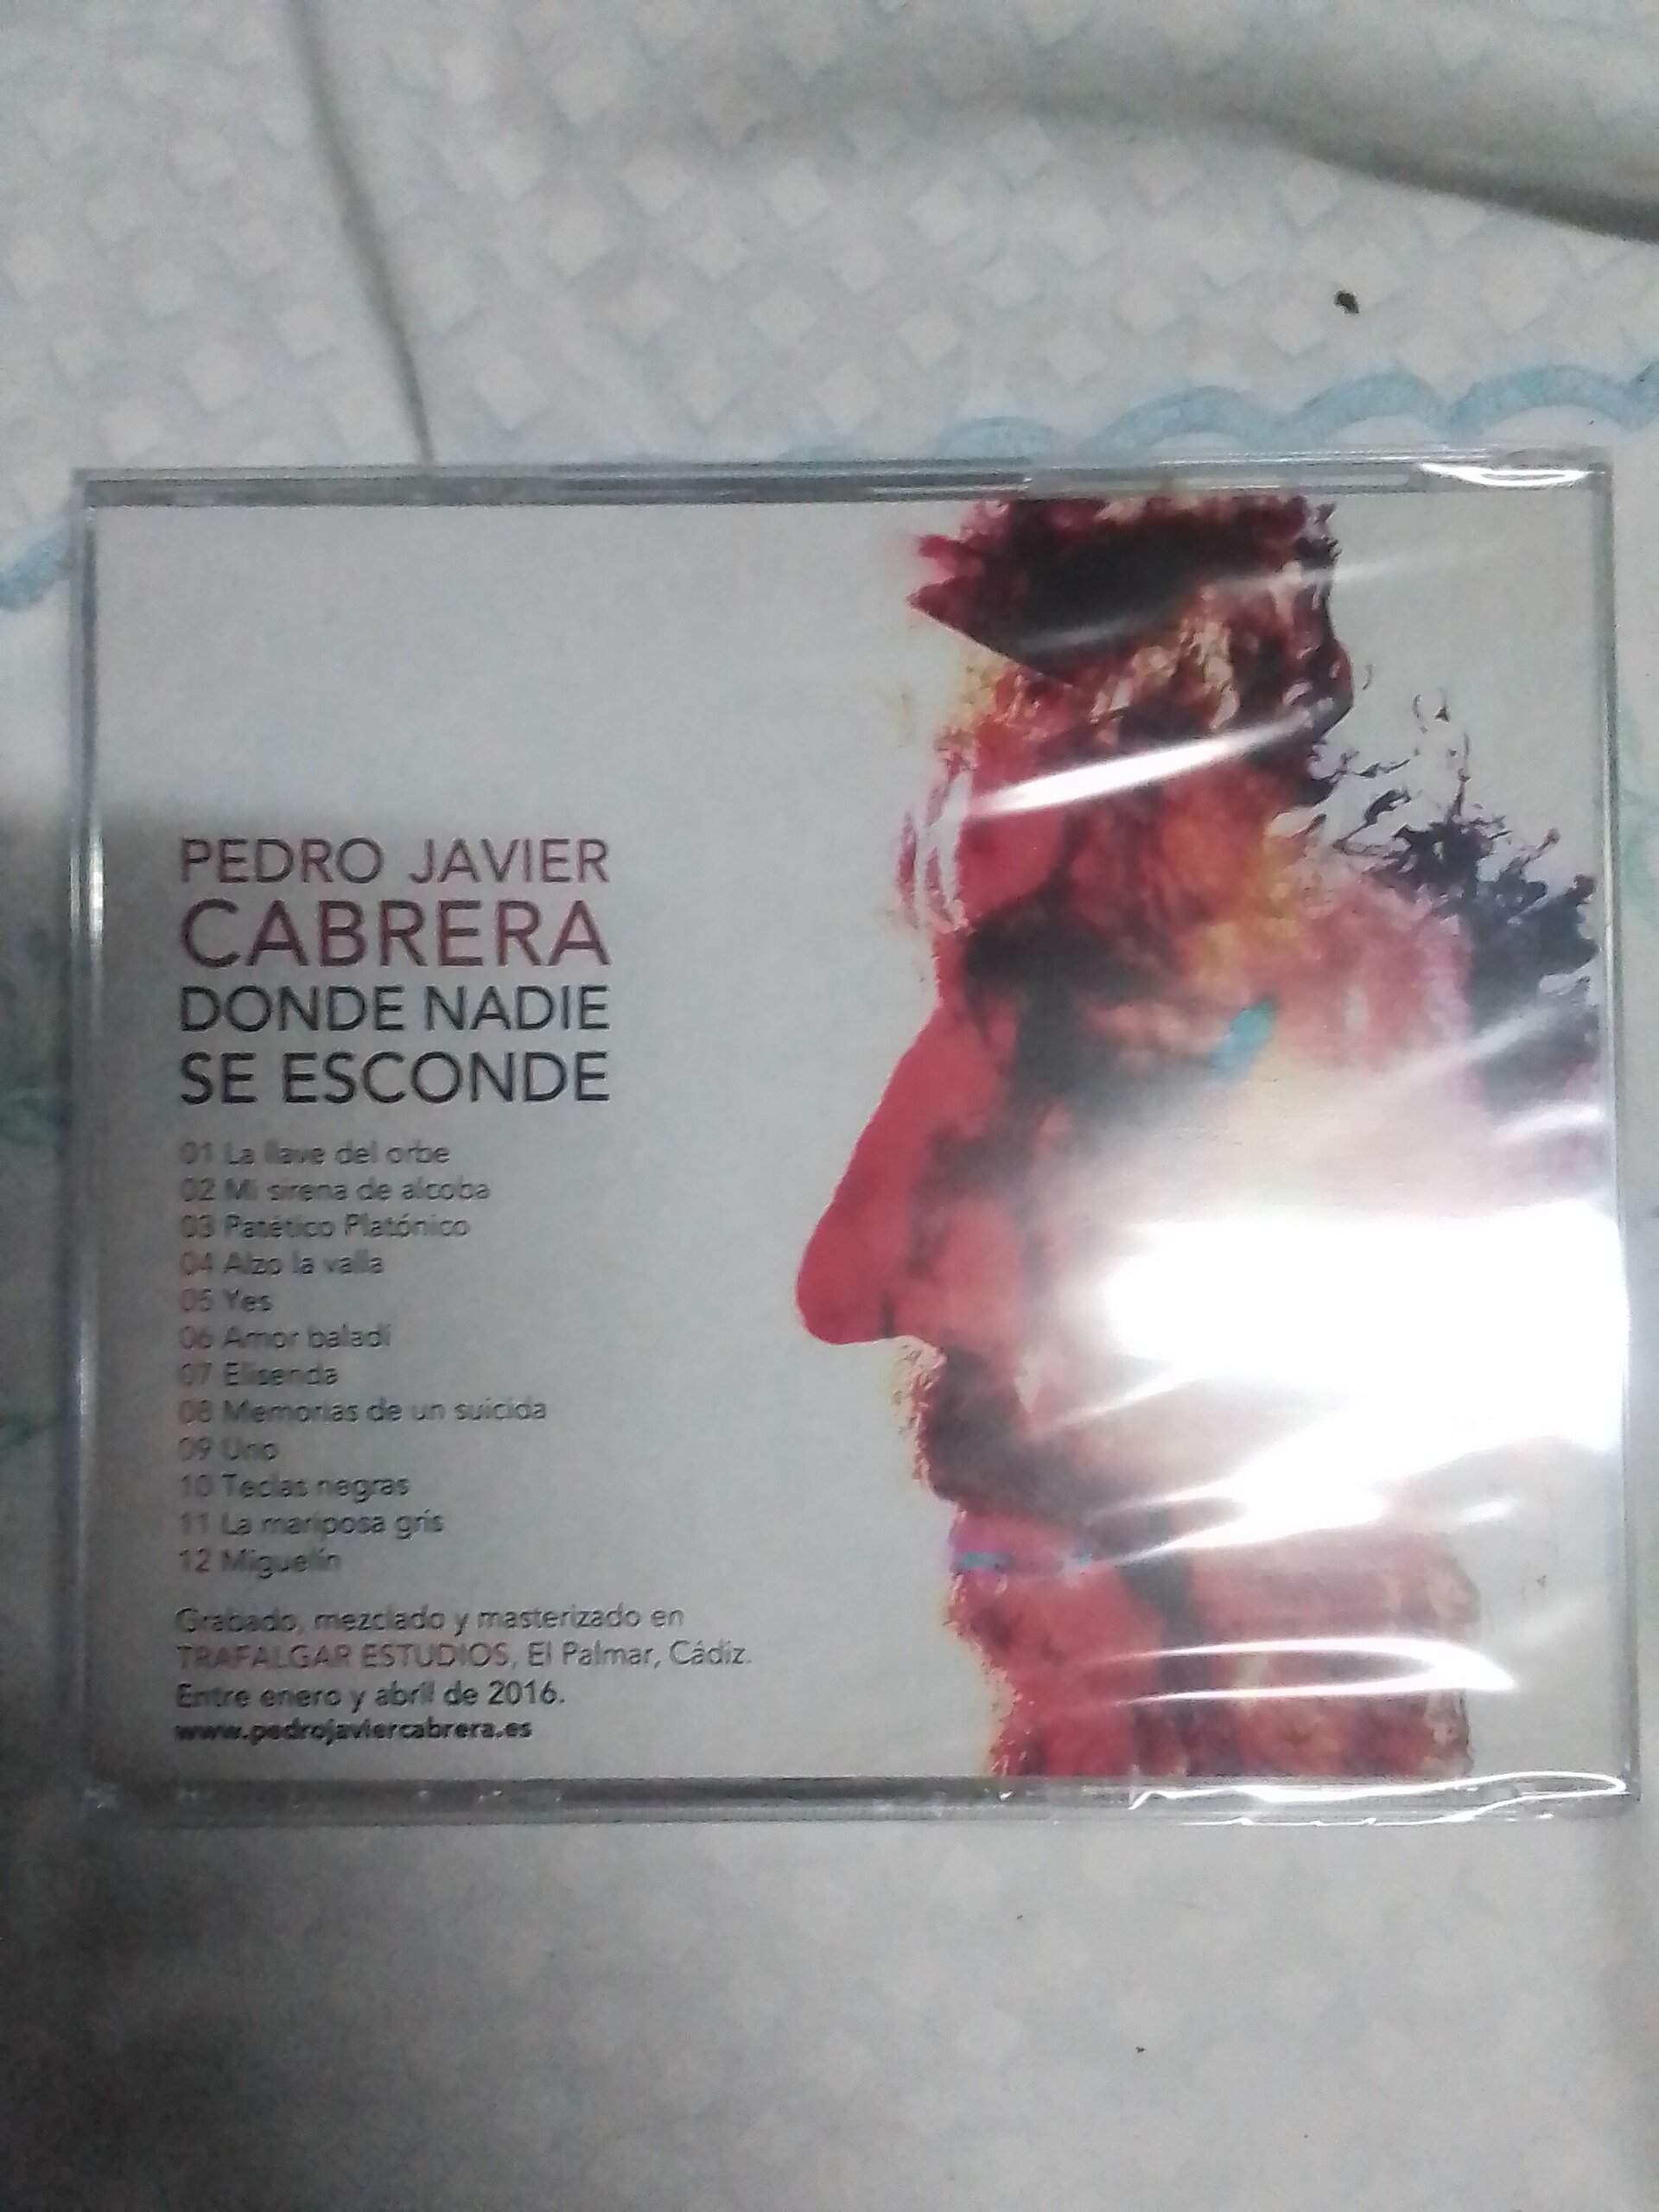 PEDRO JAVIER
CABRERA
DONDE NADIE
SE ESCONDE
01 La llave del orbe
02 Mi sirena de alcoba
03 Patético Platónico
04 Alzo la valla
05 Yes
06 Amor baladí
07 Elisenda
08 Memorias de un suicida
09 Uno
10 Teclas negras
11 La mariposa gris
12 Miguelín
Grabado, mezclado y masterizado en
TRAFALGAR ESTUDIOS, El Palmar, Cádiz.
Entre enero y abril de 2016.
www.pedrojaviercabrera.es